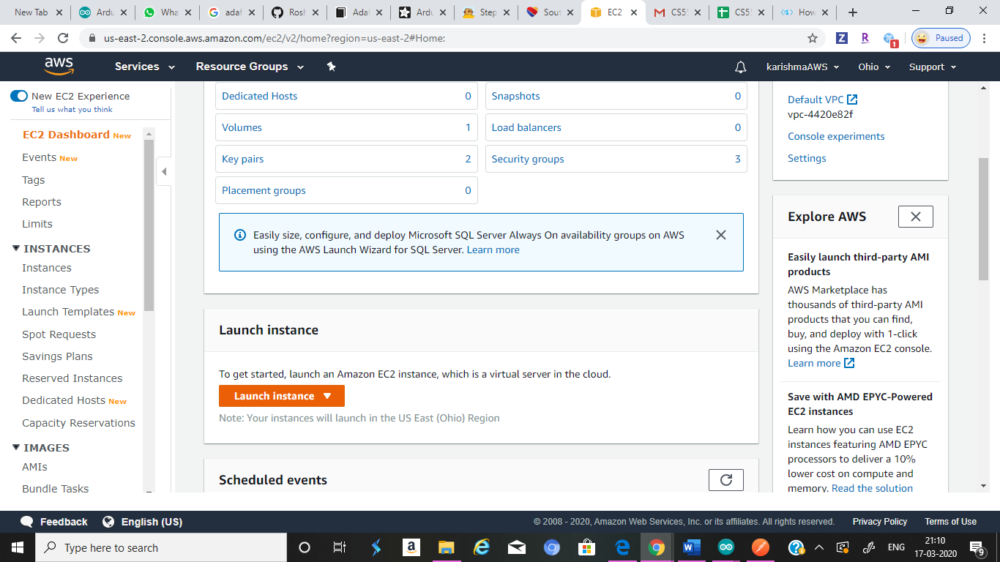 New Tab
Ardu
Wha
adaf
Rosh
Adaf
Ardu
Step
Sout
EC2
CS55
CS55
How
us-east-2.console.aws.amazon.com/ec2/v2/home?region=us-east-2#Home:
Z
R
1
Paused
aws
Services
Resource Groups
karishmaAWS
Ohio
Support
New EC2 Experience
Tell us what you think
EC2 Dashboard New
Events New
Tags
Reports
Limits
INSTANCES
Instances
Instance Types
Launch Templates New
Spot Requests
Savings Plans
Reserved Instances
Dedicated Hosts New
Capacity Reservations
IMAGES
AMIs
Bundle Tasks
Dedicated Hosts 0
Snapshots 0
Volumes 1
Load balancers 0
Key pairs 2
Security groups 3
Placement groups 0
Easily size, configure, and deploy Microsoft SQL Server Always On availability groups on AWS
using the AWS Launch Wizard for SQL Server. Learn more
Launch instance
To get started, launch an Amazon EC2 instance, which is a virtual server in the cloud.
Launch instance
Note: Your instances will launch in the US East (Ohio) Region
Scheduled events
Default VPC
vpc-4420e82f
Console experiments
Settings
Explore AWS
Easily launch third-party AMI
products
AWS Marketplace has
thousands of third-party AMI
products that you can find,
buy, and deploy with 1-click
using the Amazon EC2 console.
Learn more
Save with AMD EPYC-Powered
EC2 instances
Learn how you can use EC2
instances featuring AMD EPYC
processors to deliver a 10%
lower cost on compute and
memory. Read the solution
Feedback
English (US)
© 2008 - 2020, Amazon Web Services, Inc. or its affiliates. All rights reserved.
Privacy Policy
Terms of Use
Type here to search
ENG
21:10
17-03-2020
9